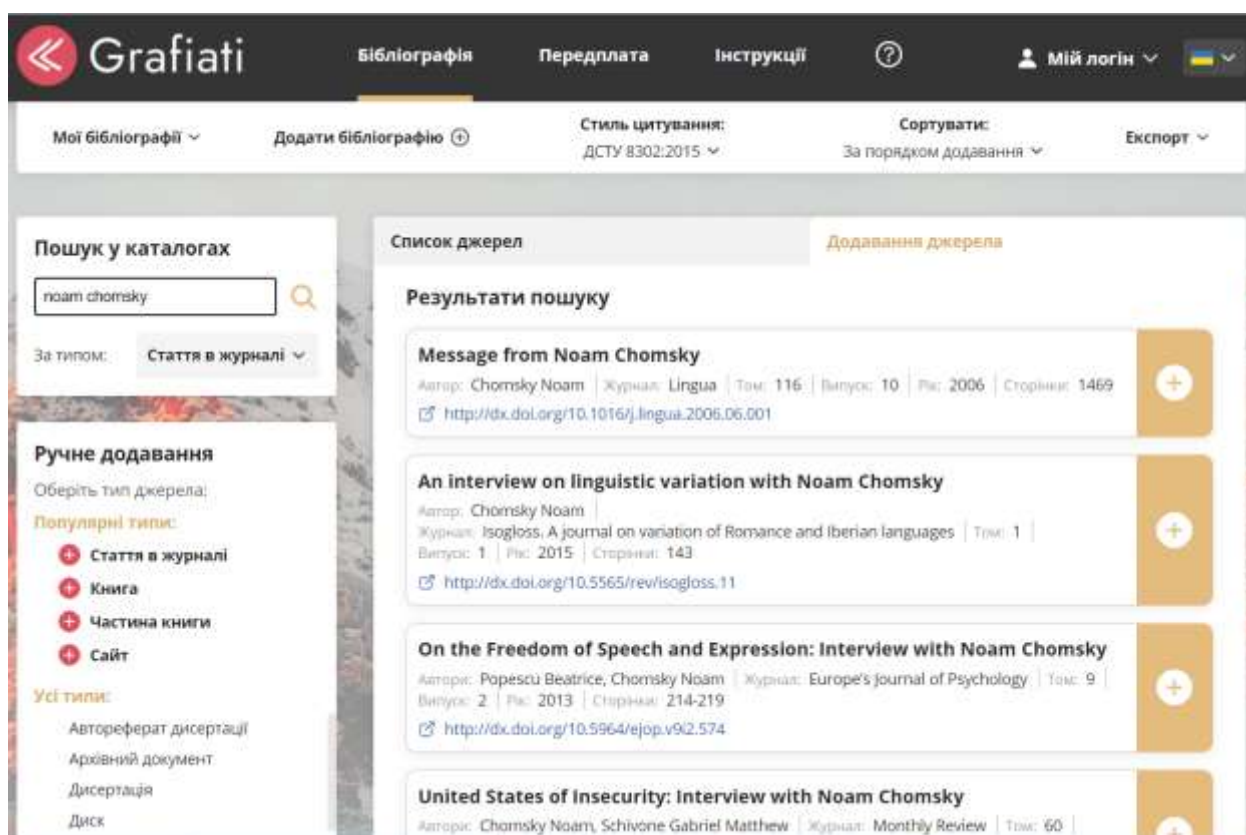 Grafiati
Бібліографія Передплата Інструкції ? Мій логін
Мої бібліографії Додати бібліографію Стиль цитування: Сортувати: Експорт
ДСТУ 8302:2015 За порядком додавання
Пошук у каталогах
noam chomsky
За типом: Стаття в журналі
Ручне додавання
Оберіть тип джерела:
Популярні типи:
Стаття в журналі
Книга
Частина книги
Сайт
Усі типи:
Автореферат дисертації
Архівний документ
Дисертація
Диск
Список джерел Додавання джерела
Результати пошуку
Message from Noam Chomsky
Автор: Chomsky Noam Журнал: Lingua Том: 116 Випуск: 10 Рік: 2006 Сторінки: 1469
http://dx.doi.org/10.1016/j.lingua.2006.06.001
An interview on linguistic variation with Noam Chomsky
Автор: Chomsky Noam
Журнал: Isogloss. A journal on variation of Romance and Iberian languages Том: 1
Випуск: 1 Рік: 2015 Сторінки: 143
http://dx.doi.org/10.5565/rev/isogloss.11
On the Freedom of Speech and Expression: Interview with Noam Chomsky
Автори: Popescu Beatrice, Chomsky Noam Журнал: Europe's Journal of Psychology Том: 9
Випуск: 2 Рік: 2013 Сторінки: 214-219
http://dx.doi.org/10.5964/ejop.v9i2.574
United States of Insecurity: Interview with Noam Chomsky
Автори: Chomsky Noam, Schivone Gabriel Matthew Журнал: Monthly Review Том: 60